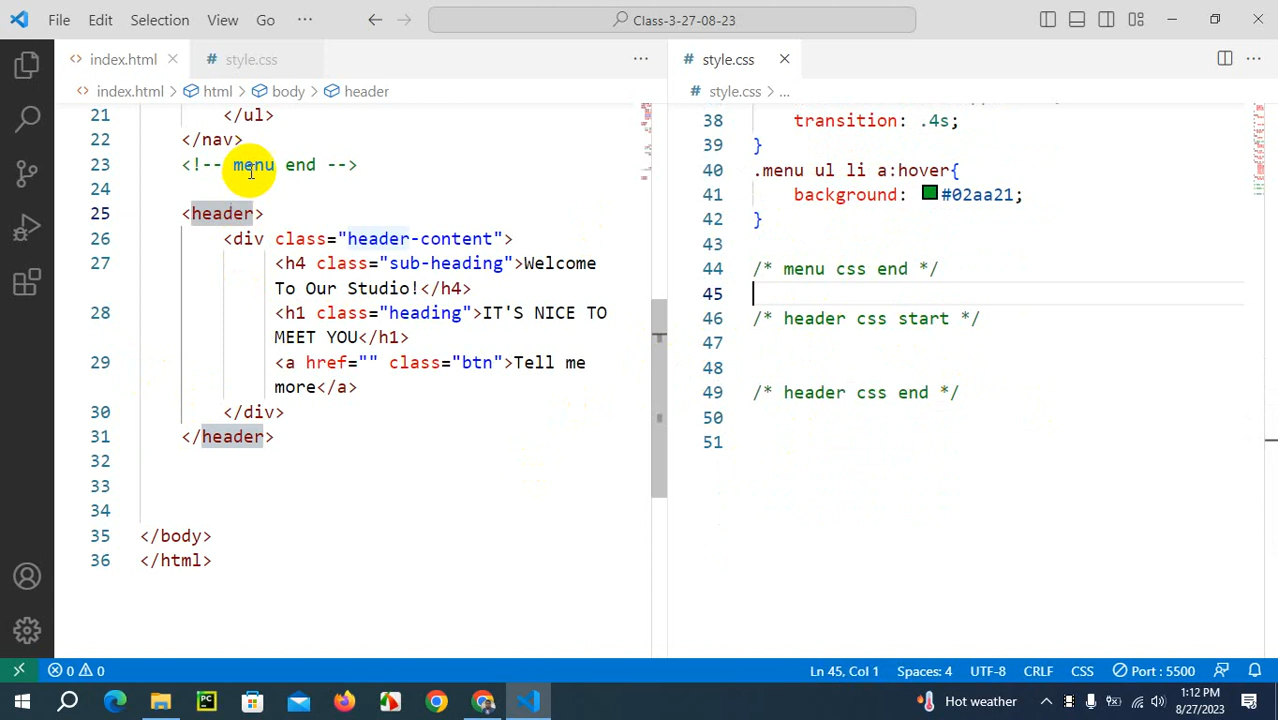 File Edit Selection View Go ··· Class-3-27-08-23
index.html style.css ···
style.css ···
index.html > html > body > header
style.css > ...
21 </ul>
22 </nav>
23 <!-- menu end -->
24
25 <header>
26 <div class="header-content">
27 <h4 class="sub-heading">Welcome
To Our Studio!</h4>
28 <h1 class="heading">IT'S NICE TO
MEET YOU</h1>
29 <a href="" class="btn">Tell me
more</a>
30 </div>
31 </header>
32
33
34
35 </body>
36 </html>
38 transition: .4s;
39 }
40 .menu ul li a:hover{
41 background: #02aa21;
42 }
43
44 /* menu css end */
45
46 /* header css start */
47
48
49 /* header css end */
50
51
0 0 Ln 45, Col 1 Spaces: 4 UTF-8 CRLF CSS Port : 5500
PC Hot weather 1:12 PM
8/27/2023